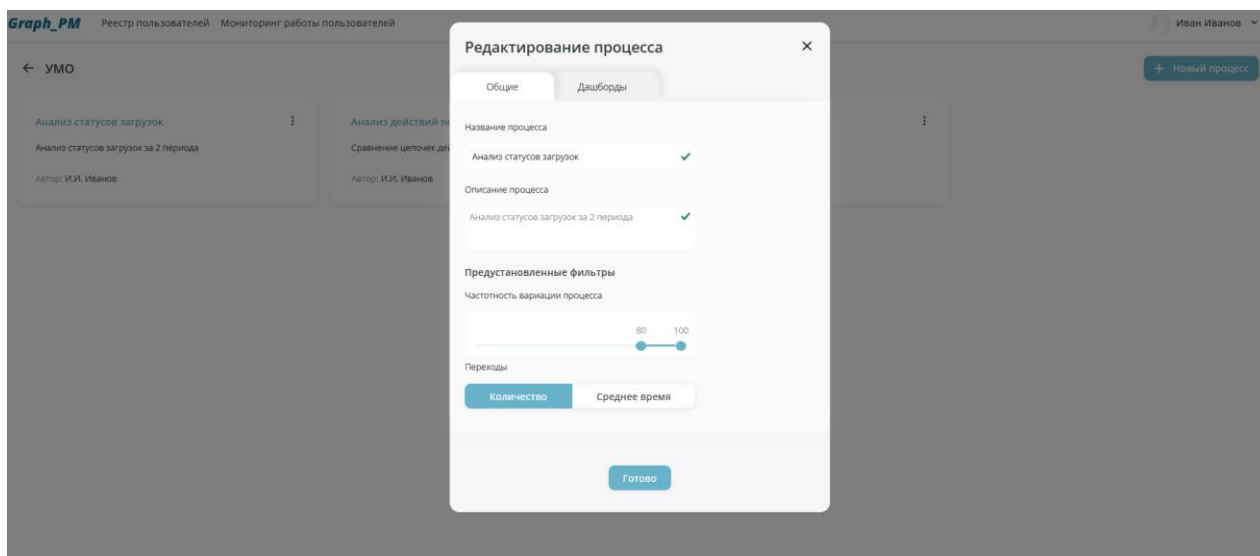 Graph_PM Реестр пользователей Мониторинг работы пользователей Иван Иванов
← УМО
+ Новый процесс
Анализ статусов загрузок
Анализ статусов загрузок за 2 периода
Автор: И.И. Иванов
Анализ действий
Сравнение цепочек
Автор: И.И. Иванов
Редактирование процесса
Общие Дашборды
Название процесса
Анализ статусов загрузок
Описание процесса
Анализ статусов загрузок за 2 периода
Предустановленные фильтры
Частотность вариации процесса
80 100
Переходы
Количество Среднее время
Готово